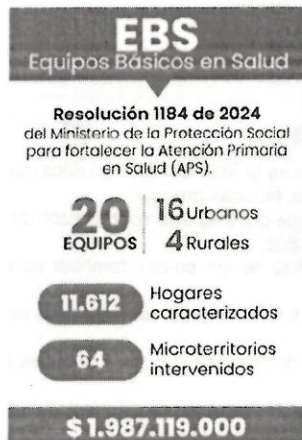 EBS
Equipos Básicos en Salud
Resolución 1184 de 2024
del Ministerio de la Protección Social
para fortalecer la Atención Primaria
en Salud (APS).
20
EQUIPOS
16 Urbanos
4 Rurales
11.612
Hogares
caracterizados
64
Microterritorios
intervenidos
$1.987.119.000